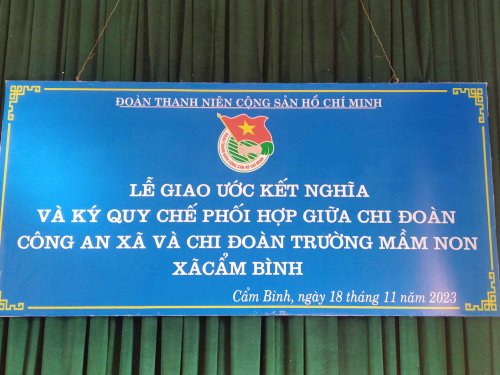 ĐOÀN THANH NIÊN CỘNG SẢN HỒ CHÍ MINH
LỄ GIAO ƯỚC KẾT NGHĨA
VÀ KÝ QUY CHẾ PHỐI HỢP GIỮA CHI ĐOÀN
CÔNG AN XÃ VÀ CHI ĐOÀN TRƯỜNG MẦM NON
XÃCẨM BÌNH
Cẩm Bình, ngày 18 tháng 11 năm 2023